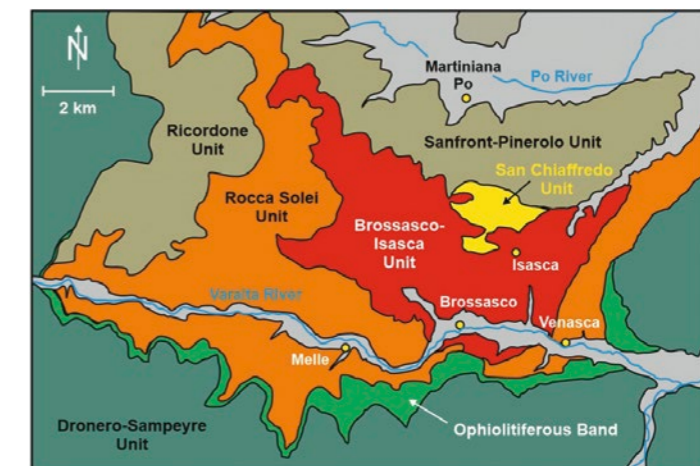 N
2 km
Martiniana
Po
Po River
Ricordone
Unit
Sanfront-Pinerolo Unit
San Chiaffredo
Unit
Rocca Solei
Unit
Brossasco-
Isasca
Unit
Isasca
Varaita River
Brossasco
Venasca
Melle
Dronero-Sampeyre
Unit
Ophiolitiferous Band